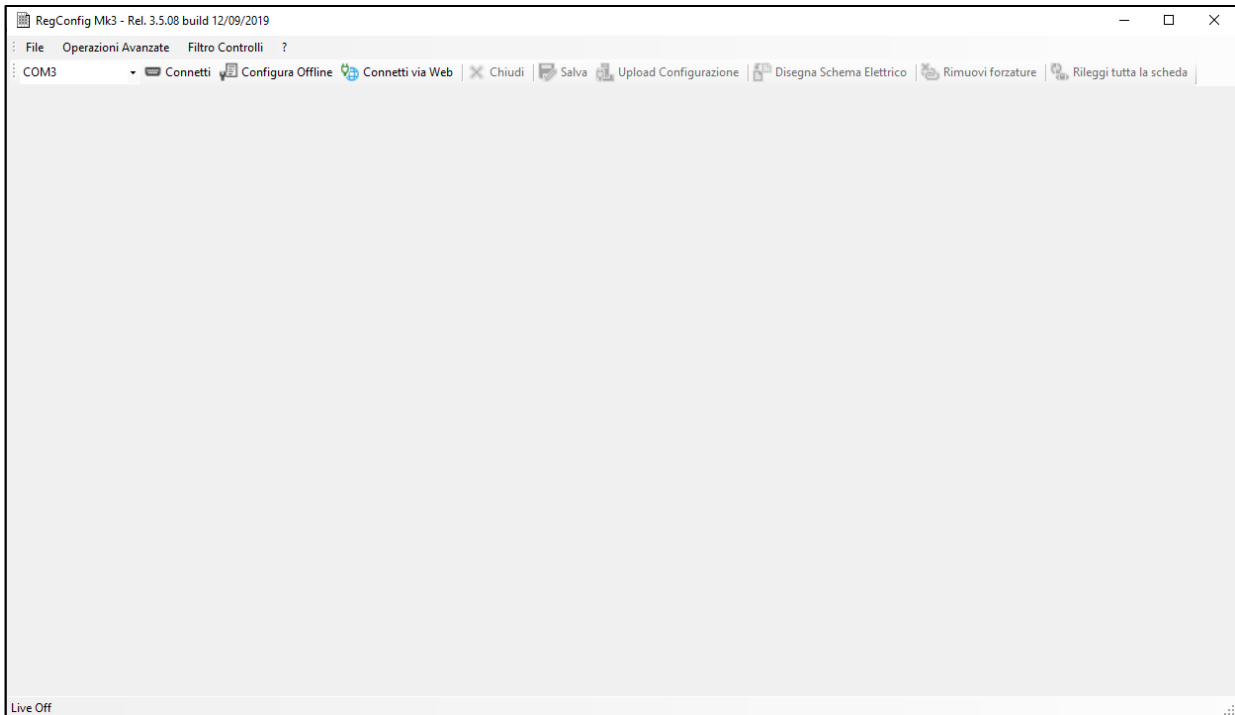 RegConfig Mk3 - Rel. 3.5.08 build 12/09/2019
File Operazioni Avanzate Filtro Controlli ?
COM3 Connetti Configura Offline Connetti via Web Chiudi Salva Upload Configurazione Disegna Schema Elettrico Rimuovi forzature Rileggi tutta la scheda
Live Off